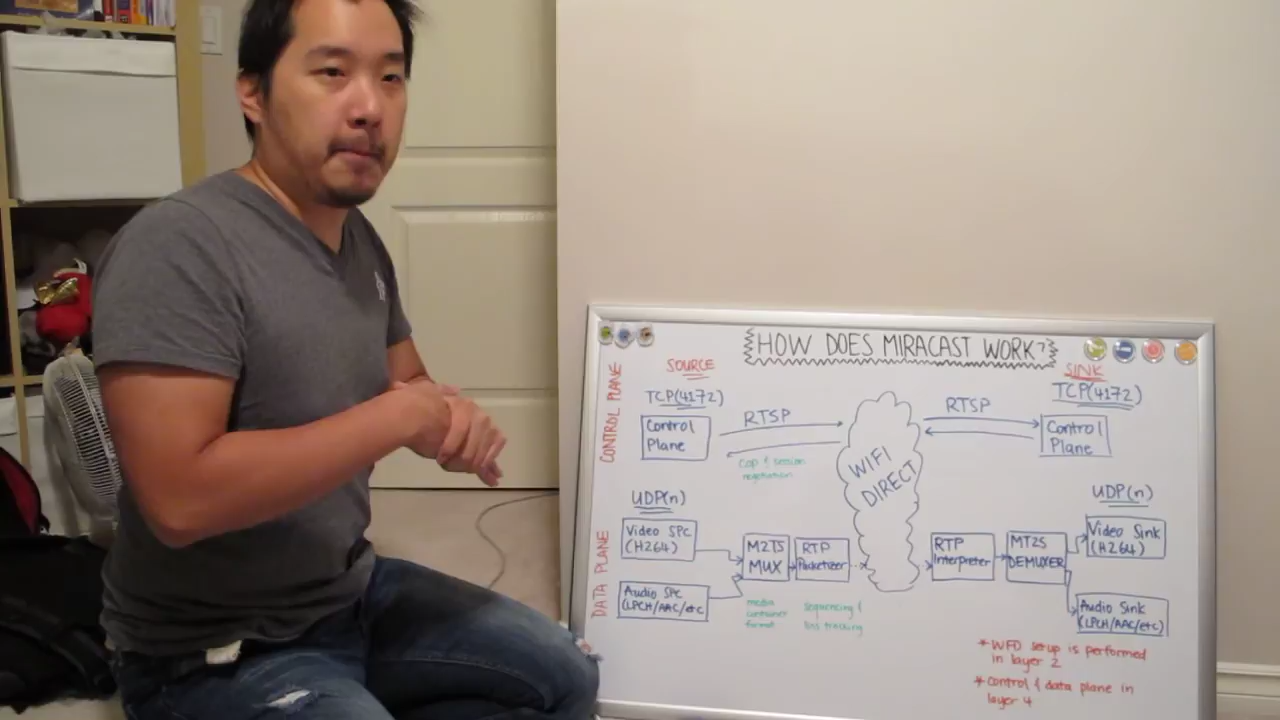 HOW DOES MIRACAST WORK?
CONTROL PLANE
SOURCE
SINK
TCP(4172)
TCP(4172)
Control
Plane
RTSP
RTSP
Control
Plane
Cap & session
negotiation
WIFI
DIRECT
DATA PLANE
UDP(n)
UDP(n)
Video SRC
(H264)
Audio SRC
(LPCM/AAC/etc)
M2TS
MUX
RTP
Packetizer
RTP
Interpreter
MT2S
DEMUXER
Video Sink
(H264)
Audio Sink
(LPCM/AAC/etc)
media
container
format
sequencing &
loss tracking
* WFD setup is performed
in layer 2
* control & data plane in
layer 4